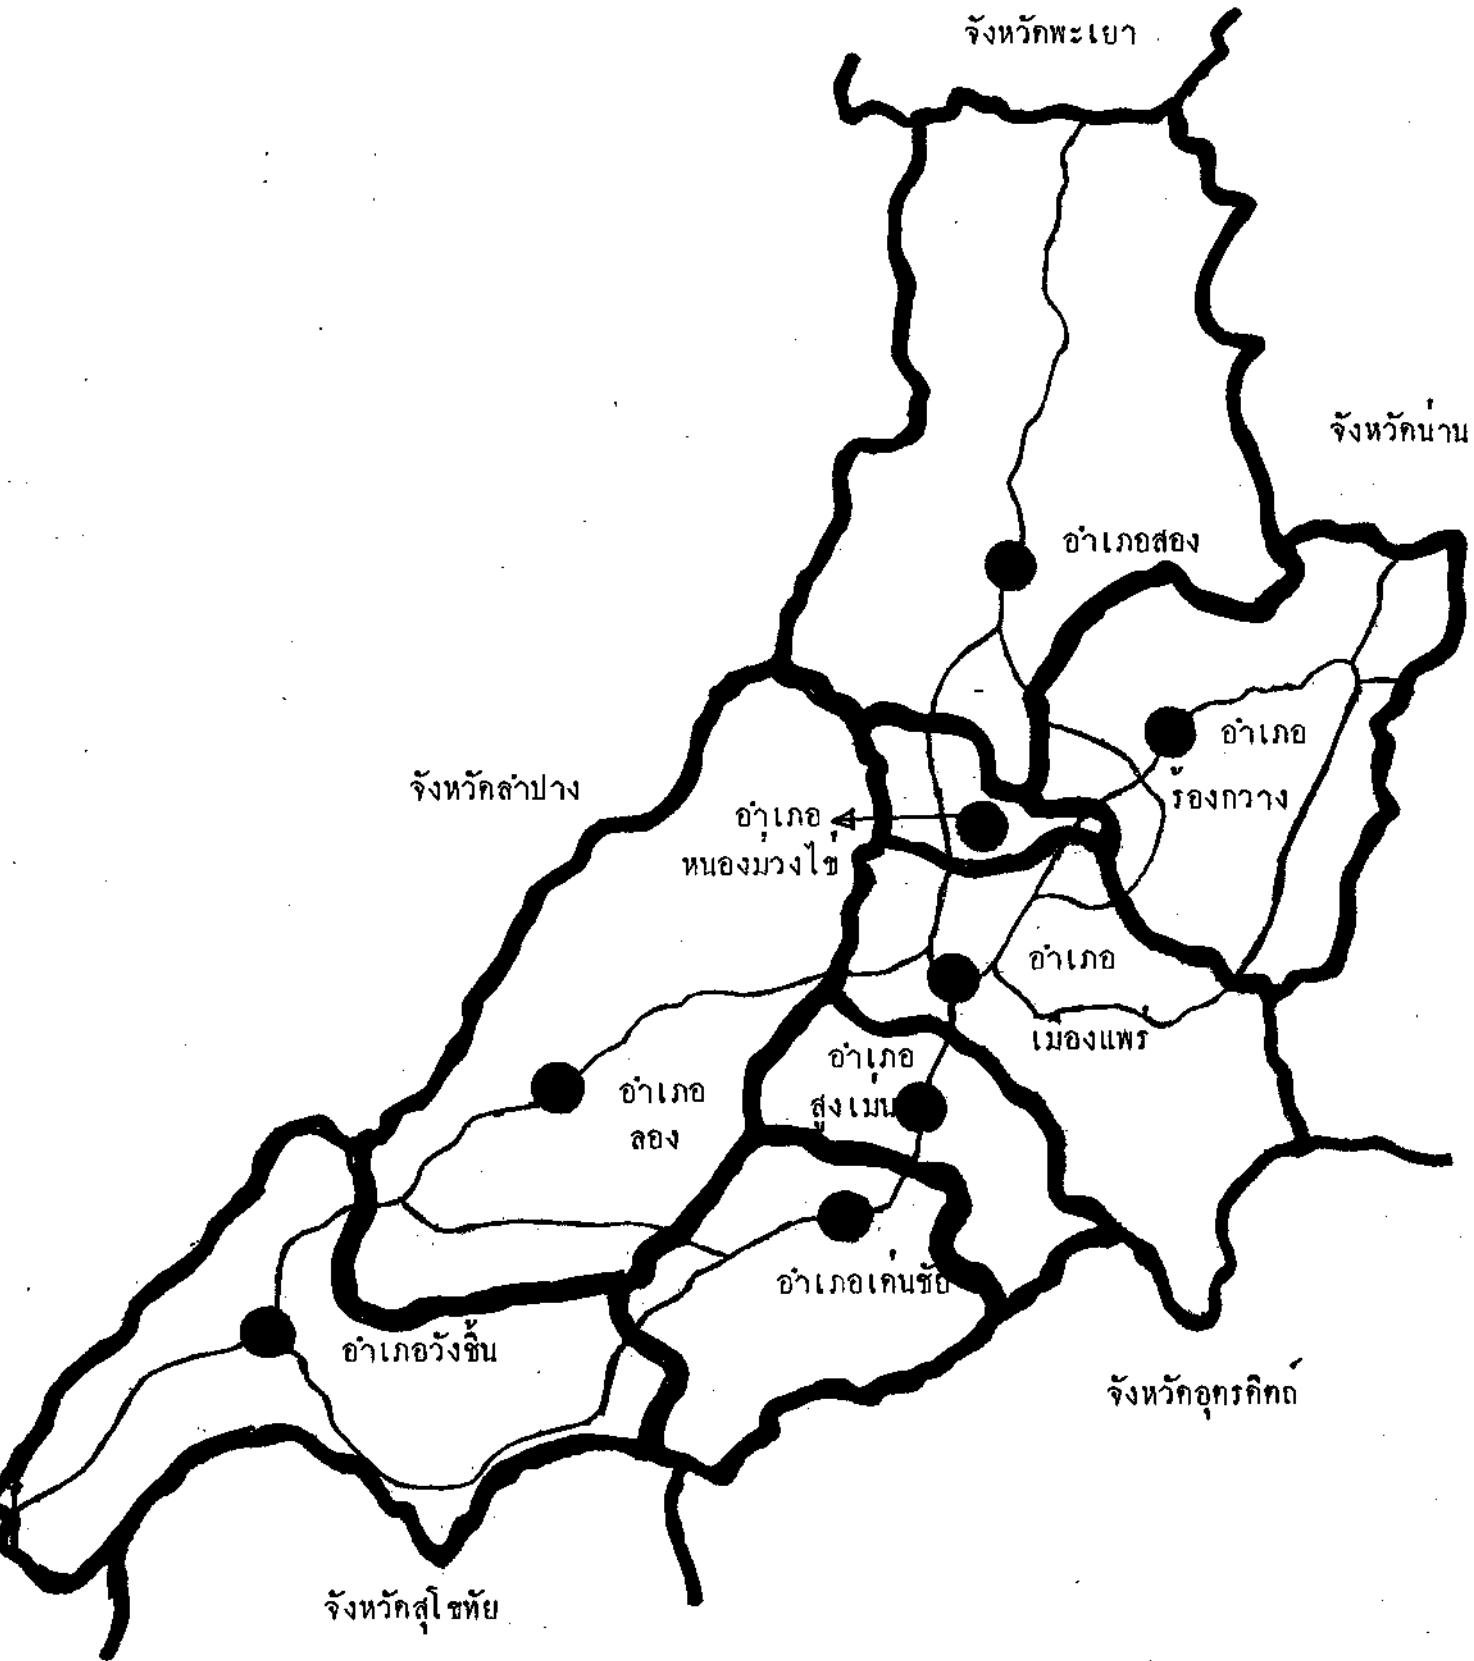 จังหวัดพะเยา
จังหวัดน่าน
อำเภอสอง
อำเภอ
ร้องกวาง
จังหวัดลำปาง
อำเภอ
หนองม่วงไข่
อำเภอ
เมืองแพร่
อำเภอ
สูงเม่น
อำเภอ
ลอง
อำเภอเด่นชัย
อำเภอวังชิ้น
จังหวัดอุตรดิตถ์
จังหวัดสุโขทัย